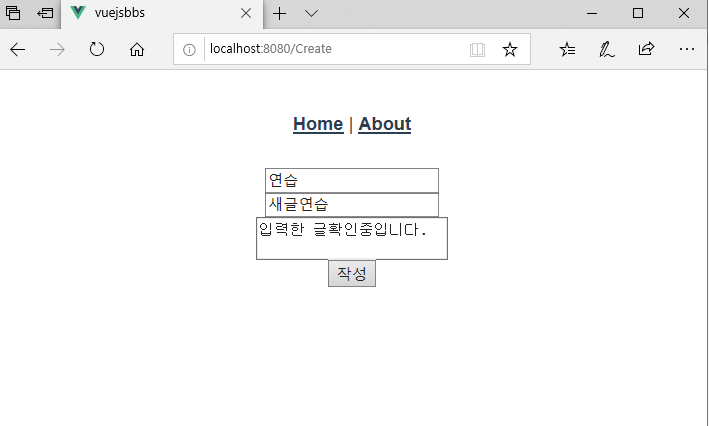 vuejsbbs
localhost:8080/Create
Home | About
연습
새글연습
입력한 글확인중입니다.
작성